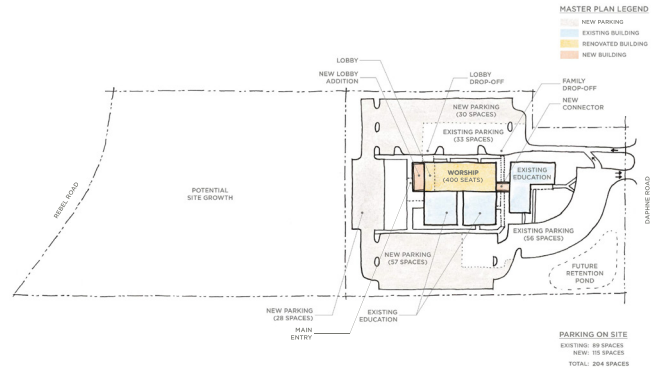 MASTER PLAN LEGEND
NEW PARKING
EXISTING BUILDING
RENOVATED BUILDING
NEW BUILDING
LOBBY
NEW LOBBY
ADDITION
LOBBY
DROP-OFF
FAMILY
DROP-OFF
NEW
CONNECTOR
NEW PARKING
(30 SPACES)
EXISTING PARKING
(33 SPACES)
WORSHIP
(400 SEATS)
EXISTING
EDUCATION
REBEL ROAD
POTENTIAL
SITE GROWTH
DAPHNE ROAD
EXISTING PARKING
(56 SPACES)
NEW PARKING
(57 SPACES)
FUTURE
RETENTION
POND
NEW PARKING
(28 SPACES)
MAIN
ENTRY
EXISTING
EDUCATION
PARKING ON SITE
EXISTING: 89 SPACES
NEW: 115 SPACES
TOTAL: 204 SPACES